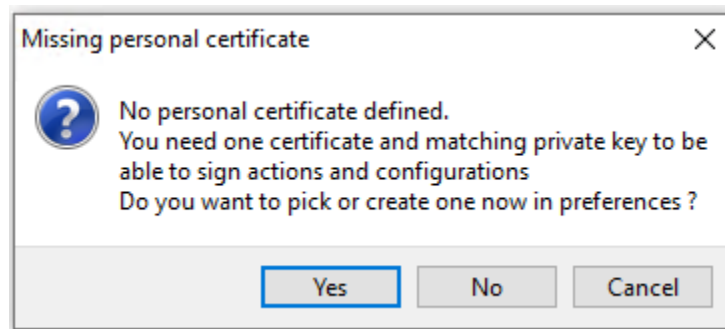 Missing personal certificate
No personal certificate defined.
You need one certificate and matching private key to be
able to sign actions and configurations
Do you want to pick or create one now in preferences ?
Yes No Cancel